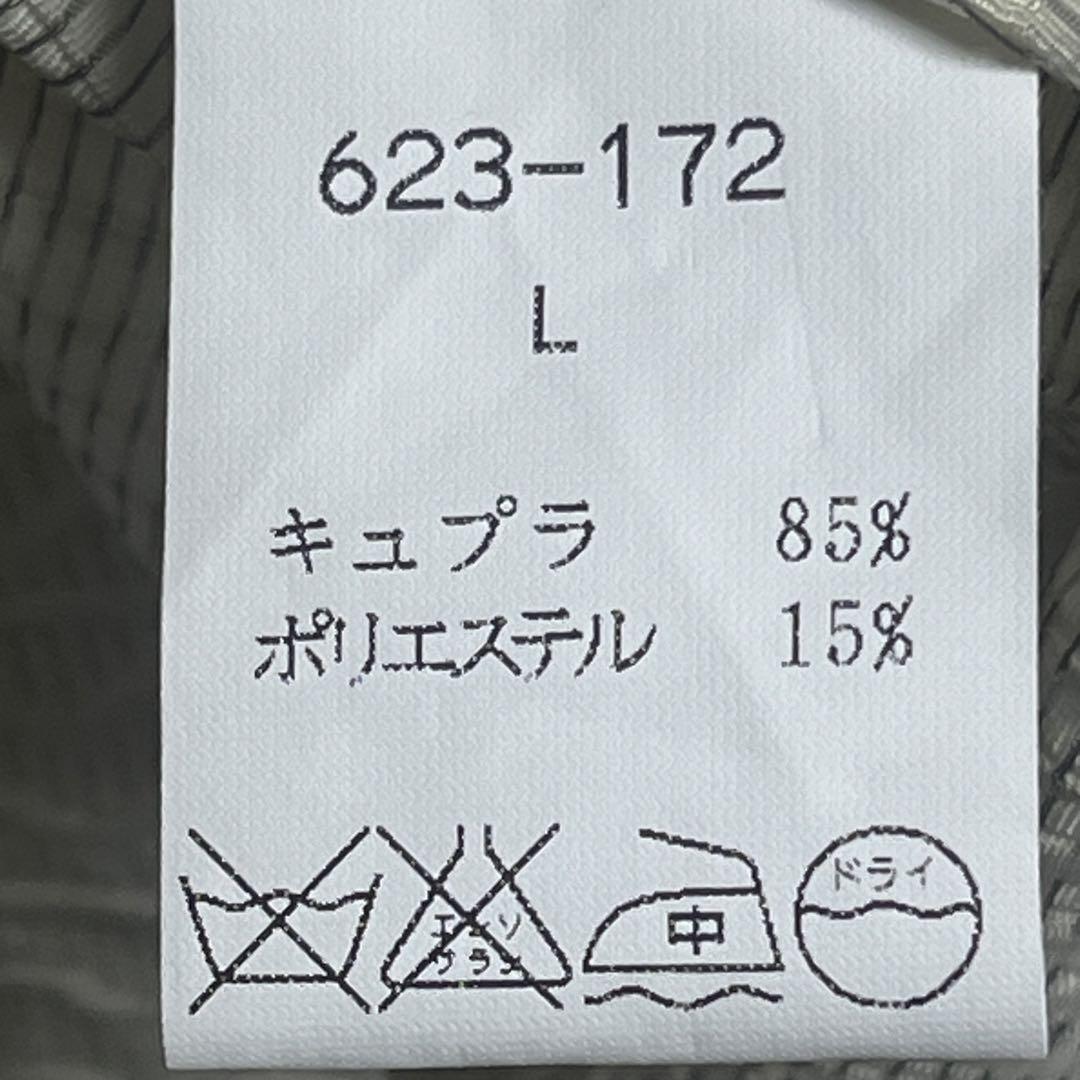 623-172
L
キュプラ 85%
ポリエステル 15%
エンソ
サラシ
中
ドライ